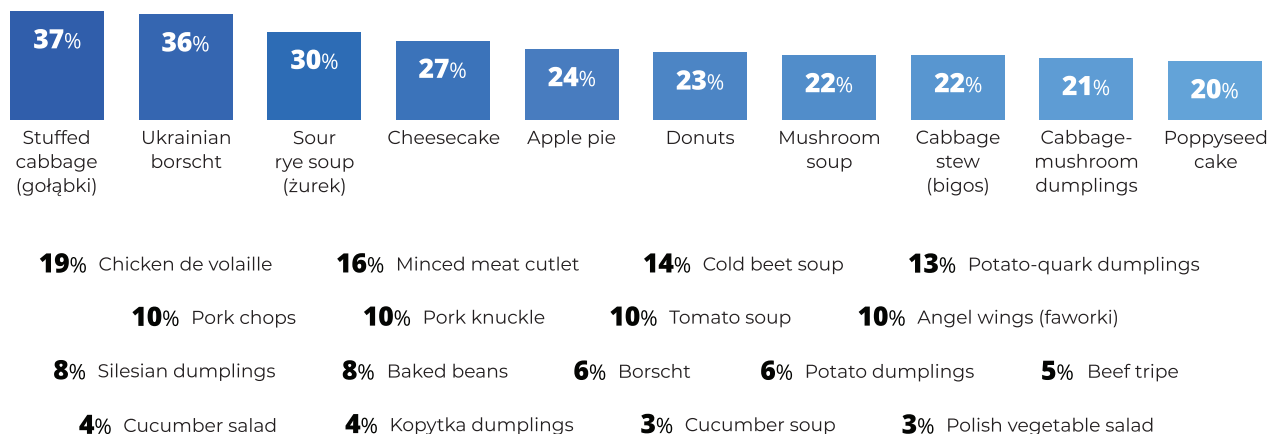 37% 36% 30% 27% 24% 23% 22% 22% 21% 20%
Stuffed cabbage (gołąbki)
Ukrainian borscht
Sour rye soup (żurek)
Cheesecake
Apple pie
Donuts
Mushroom soup
Cabbage stew (bigos)
Cabbage-mushroom dumplings
Poppyseed cake
19% Chicken de volaille 16% Minced meat cutlet 14% Cold beet soup 13% Potato-quark dumplings
10% Pork chops 10% Pork knuckle 10% Tomato soup 10% Angel wings (faworki)
8% Silesian dumplings 8% Baked beans 6% Borscht 6% Potato dumplings 5% Beef tripe
4% Cucumber salad 4% Kopytka dumplings 3% Cucumber soup 3% Polish vegetable salad